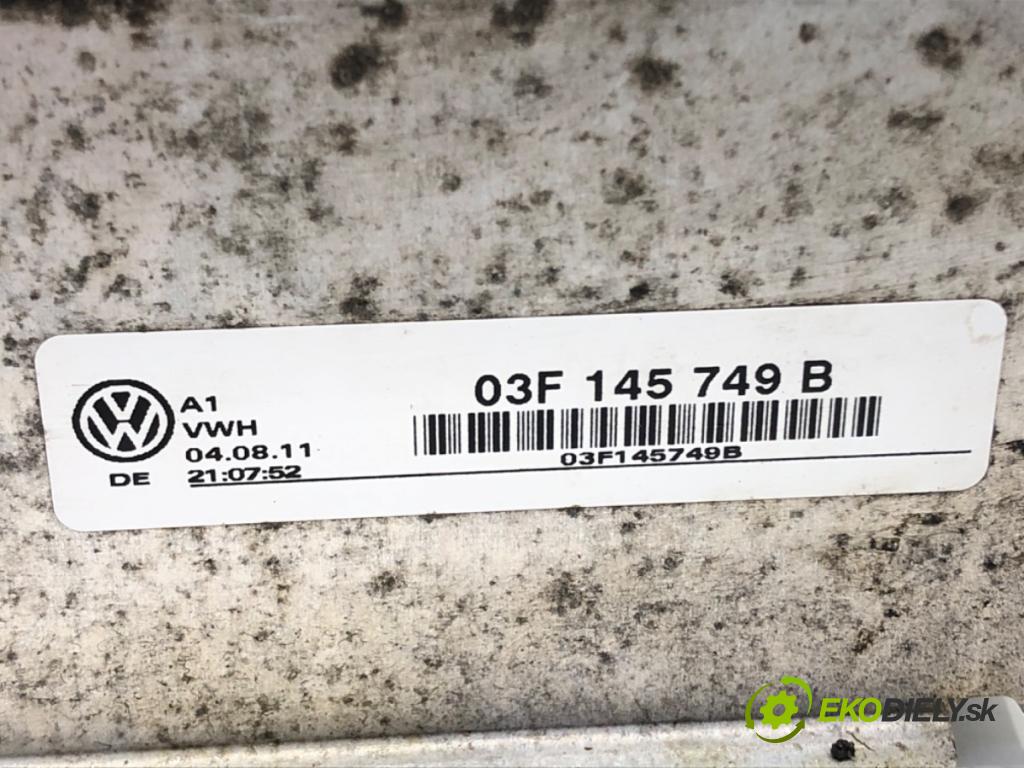 03F 145 749 B
A1
VWH
04.08.11
03F145749B
DE 21:07:52
EKODIELY.sk